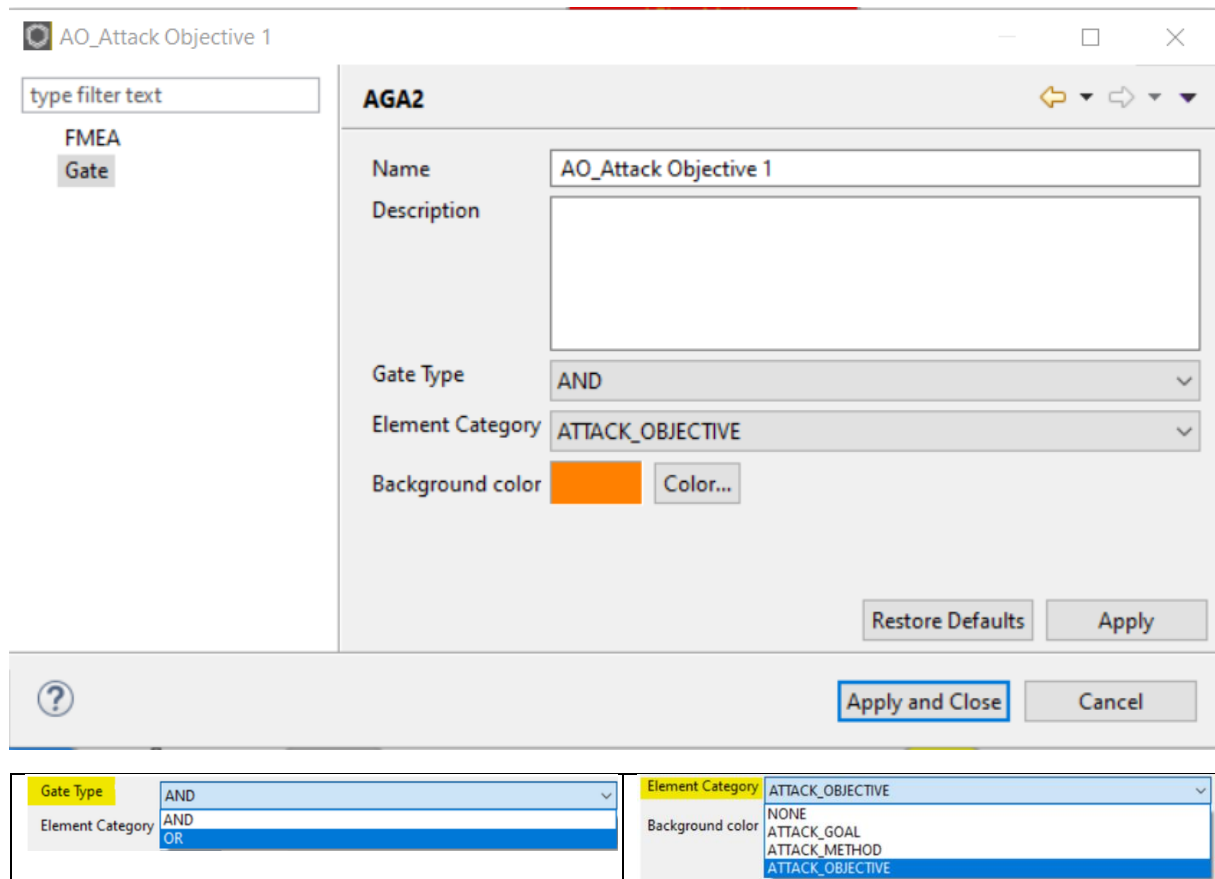 AO_Attack Objective 1
type filter text
FMEA
Gate
AGA2
Name AO_Attack Objective 1
Description
Gate Type AND
Element Category ATTACK_OBJECTIVE
Background color Color...
Restore Defaults Apply
? Apply and Close Cancel
Gate Type AND
Element Category AND
OR
Element Category ATTACK_OBJECTIVE
Background color NONE
ATTACK_GOAL
ATTACK_METHOD
ATTACK_OBJECTIVE